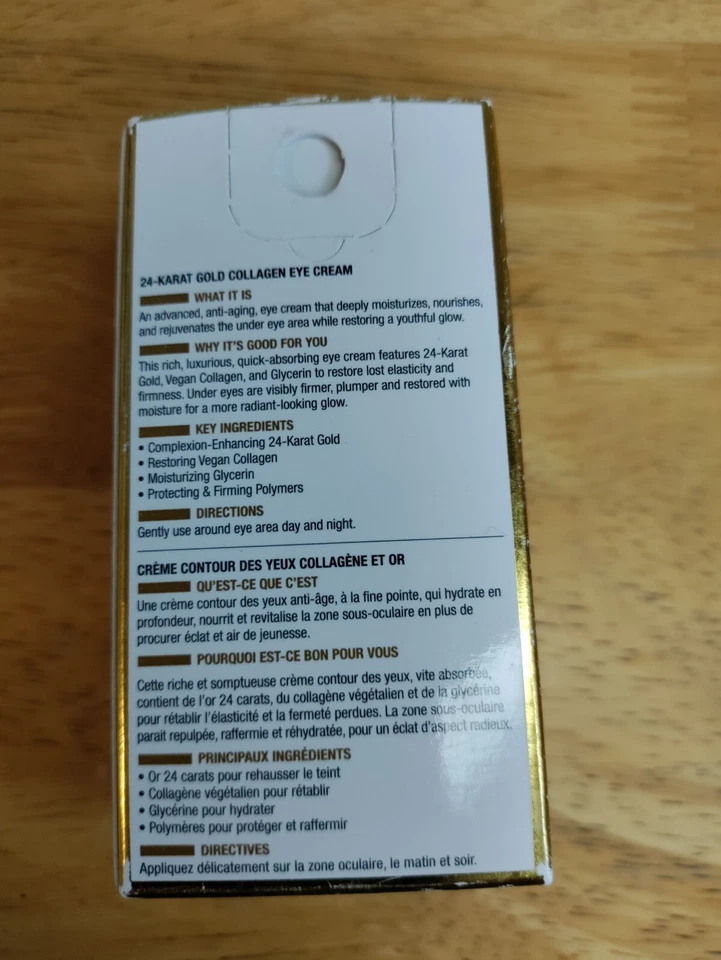 24-KARAT GOLD COLLAGEN EYE CREAM
WHAT IT IS
An advanced, anti-aging, eye cream that deeply moisturizes, nourishes,
and rejuvenates the under eye area while restoring a youthful glow.
WHY IT'S GOOD FOR YOU
This rich, luxurious, quick-absorbing eye cream features 24-Karat
Gold, Vegan Collagen, and Glycerin to restore lost elasticity and
firmness. Under eyes are visibly firmer, plumper and restored with
moisture for a more radiant-looking glow.
KEY INGREDIENTS
• Complexion-Enhancing 24-Karat Gold
• Restoring Vegan Collagen
• Moisturizing Glycerin
• Protecting & Firming Polymers
DIRECTIONS
Gently use around eye area day and night.
CRÈME CONTOUR DES YEUX COLLAGÈNE ET OR
QU'EST-CE QUE C'EST
Une crème contour des yeux anti-âge, à la fine pointe, qui hydrate en
profondeur, nourrit et revitalise la zone sous-oculaire en plus de
procurer éclat et air de jeunesse.
POURQUOI EST-CE BON POUR VOUS
Cette riche et somptueuse crème contour des yeux, vite absorbée,
contient de l'or 24 carats, du collagène végétalien et de la glycérine
pour rétablir l'élasticité et la fermeté perdues. La zone sous-oculaire
parait repulpée, raffermie et réhydratée, pour un éclat d'aspect radieux.
PRINCIPAUX INGRÉDIENTS
• Or 24 carats pour rehausser le teint
• Collagène végétalien pour rétablir
• Glycérine pour hydrater
• Polymères pour protéger et raffermir
DIRECTIVES
Appliquez délicatement sur la zone oculaire, le matin et soir.